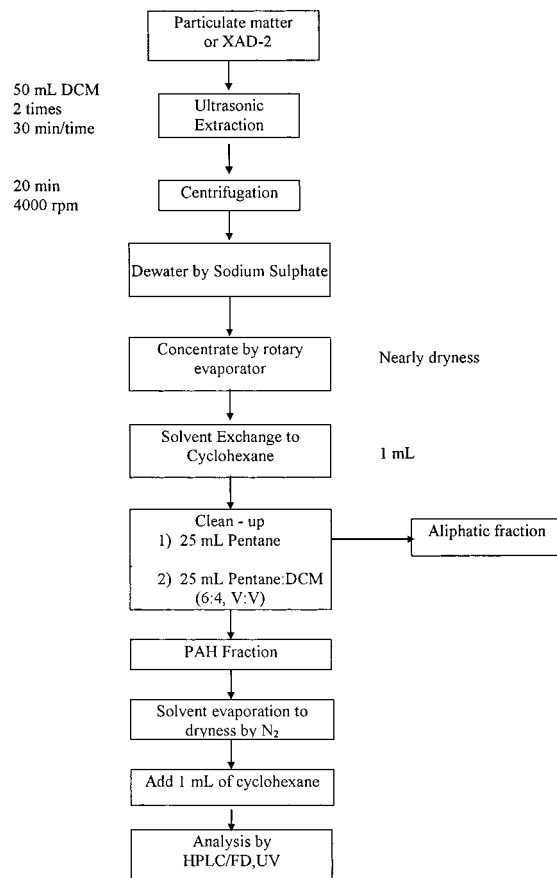 Particulate matter
or XAD-2
50 mL DCM
2 times
30 min/time
Ultrasonic
Extraction
20 min
4000 rpm
Centrifugation
Dewater by Sodium Sulphate
Concentrate by rotary
evaporator
Nearly dryness
Solvent Exchange to
Cyclohexane
1 mL
Clean - up
1) 25 mL Pentane
2) 25 mL Pentane:DCM
(6:4, V:V)
Aliphatic fraction
PAH Fraction
Solvent evaporation to
dryness by N₂
Add 1 mL of cyclohexane
Analysis by
HPLC/FD,UV